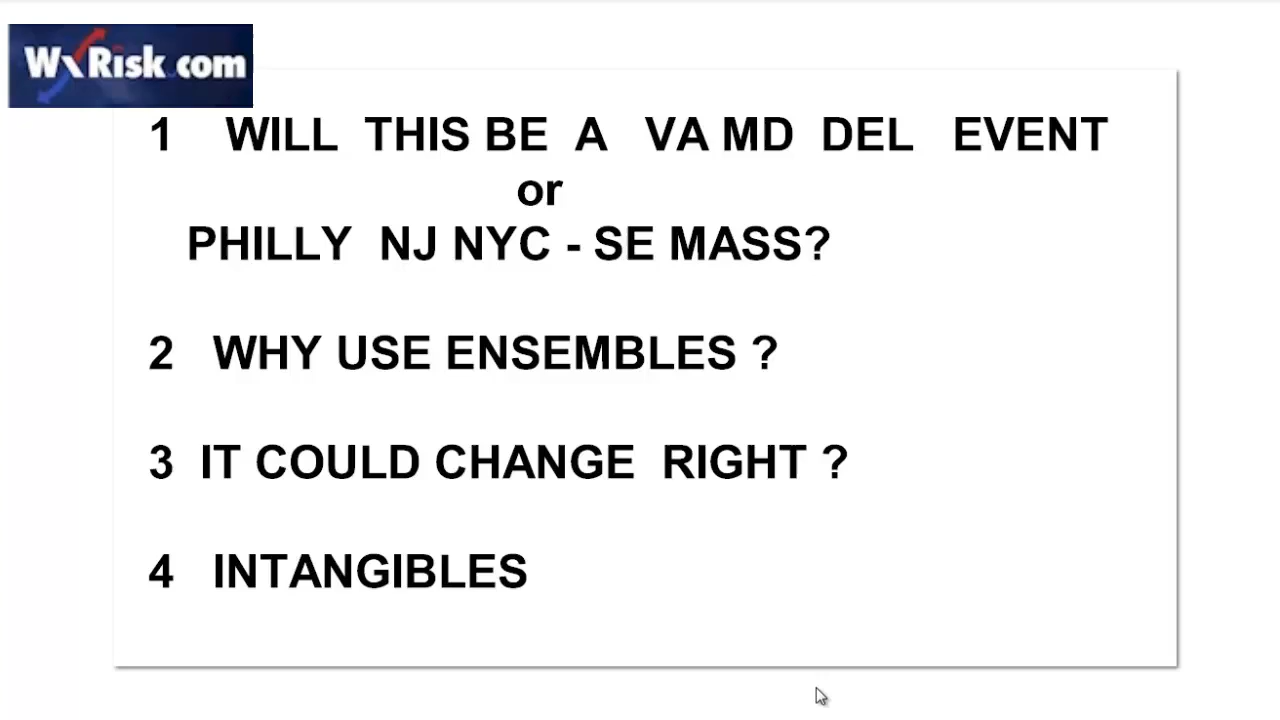 WxRisk.com
1 WILL THIS BE A VA MD DEL EVENT
or
PHILLY NJ NYC - SE MASS?
2 WHY USE ENSEMBLES ?
3 IT COULD CHANGE RIGHT ?
4 INTANGIBLES